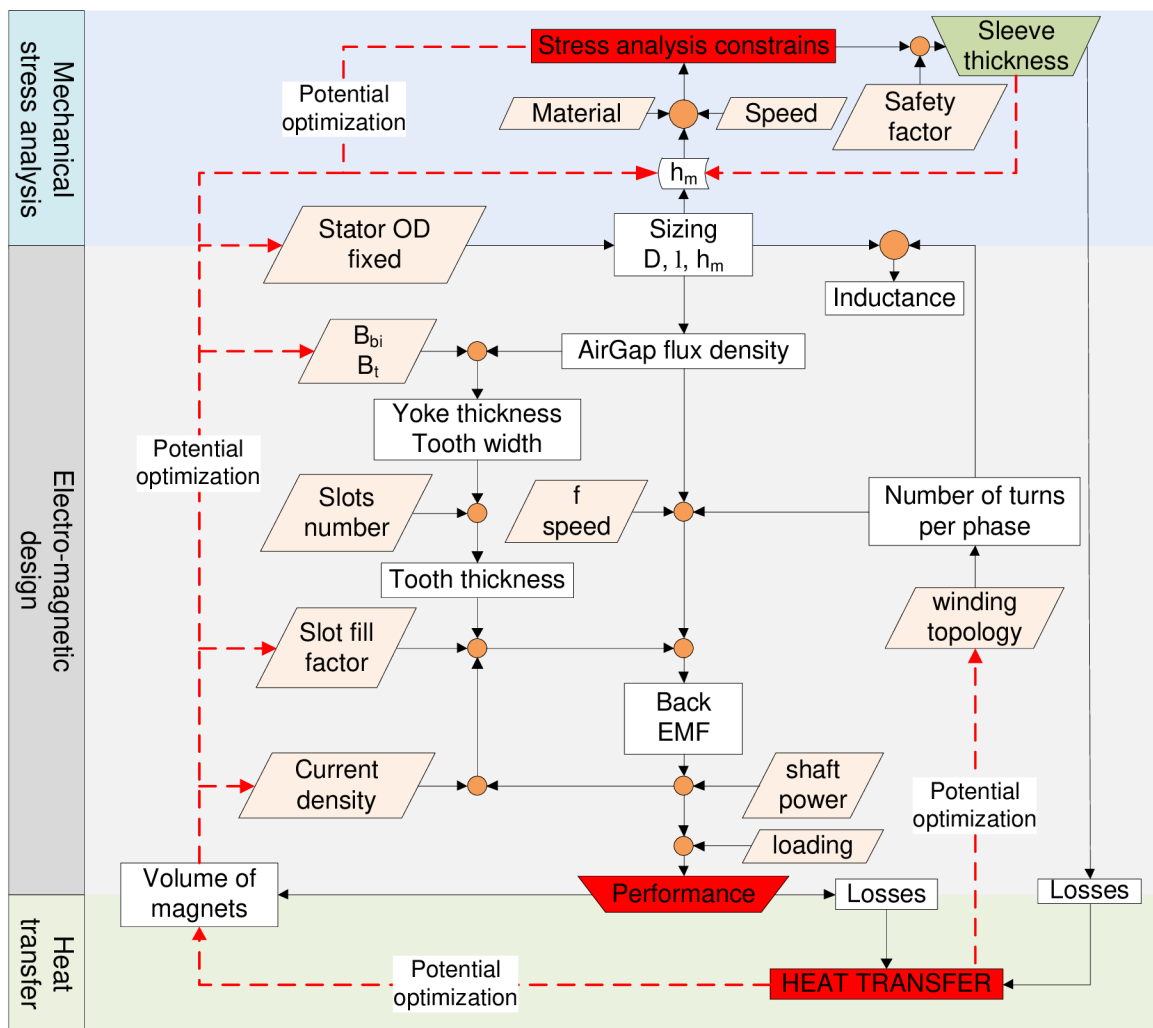 Mechanical
stress analysis
Stress analysis constrains
Sleeve
thickness
Potential
optimization
Material
Speed
Safety
factor
hm
Stator OD
fixed
Sizing
D, l, hm
Inductance
Bbi
Bt
AirGap flux density
Yoke thickness
Tooth width
Potential
optimization
Electro-magnetic
design
Slots
number
f
speed
Number of turns
per phase
Tooth thickness
winding
topology
Slot fill
factor
Back
EMF
Current
density
shaft
power
Potential
optimization
loading
Volume of
magnets
Performance
Losses
Losses
Heat
transfer
Potential
optimization
HEAT TRANSFER